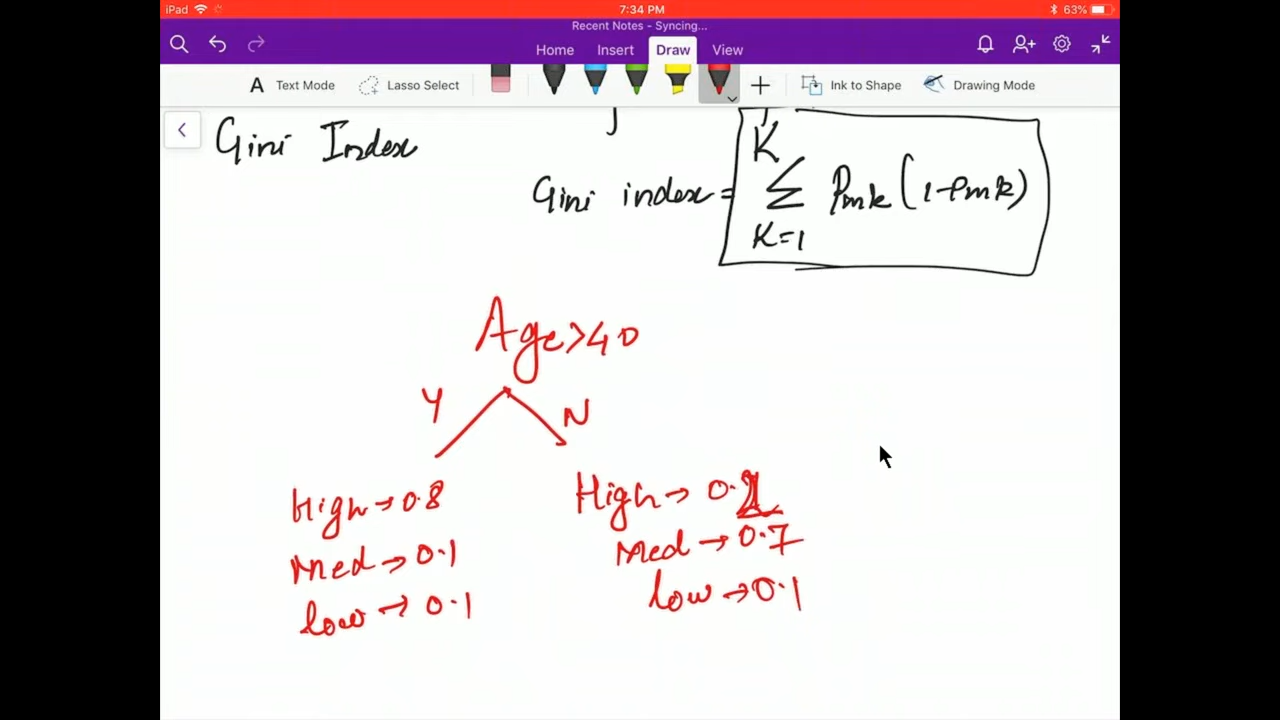 iPad 7:34 PM 63%
Recent Notes - Syncing...
Home Insert Draw View
A Text Mode Lasso Select Ink to Shape Drawing Mode
Gini Index
K
Gini index = Σ Pmk (1-Pmk)
K=1
Age>40
Y N
High→0.8
Med→0.1
low→0.1
High→0.2
Med→0.7
low→0.1